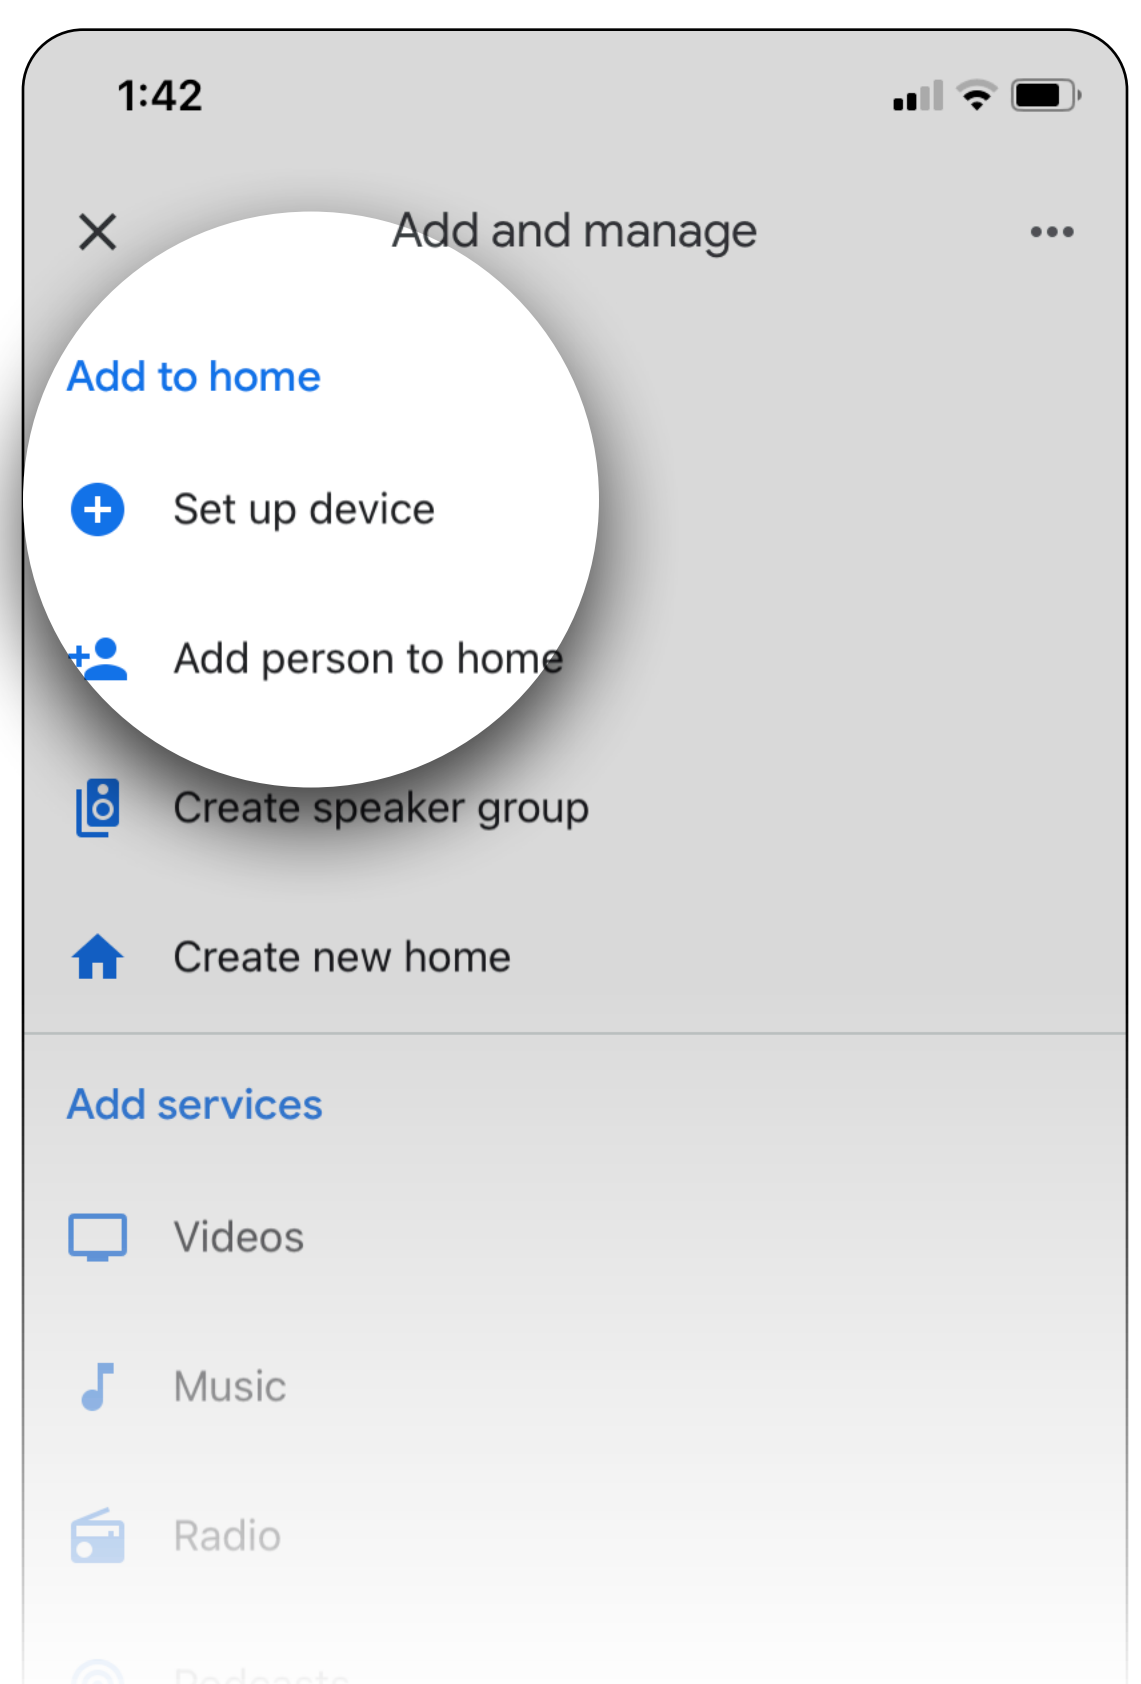 1:42
Add and manage
Add to home
Set up device
Add person to home
Create speaker group
Create new home
Add services
Videos
Music
Radio
Podcasts